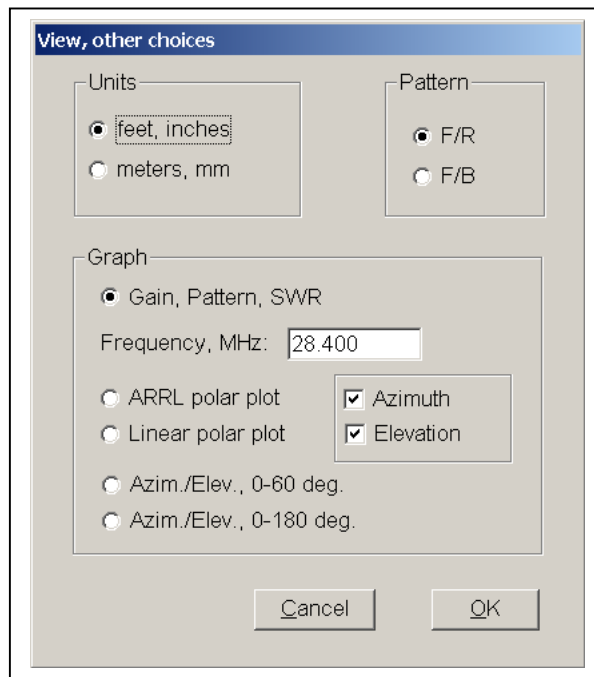 View, other choices
Units
feet, inches
meters, mm
Pattern
F/R
F/B
Graph
Gain, Pattern, SWR
Frequency, MHz: 28.400
ARRL polar plot
Linear polar plot
Azimuth
Elevation
Azim./Elev., 0-60 deg.
Azim./Elev., 0-180 deg.
Cancel
OK